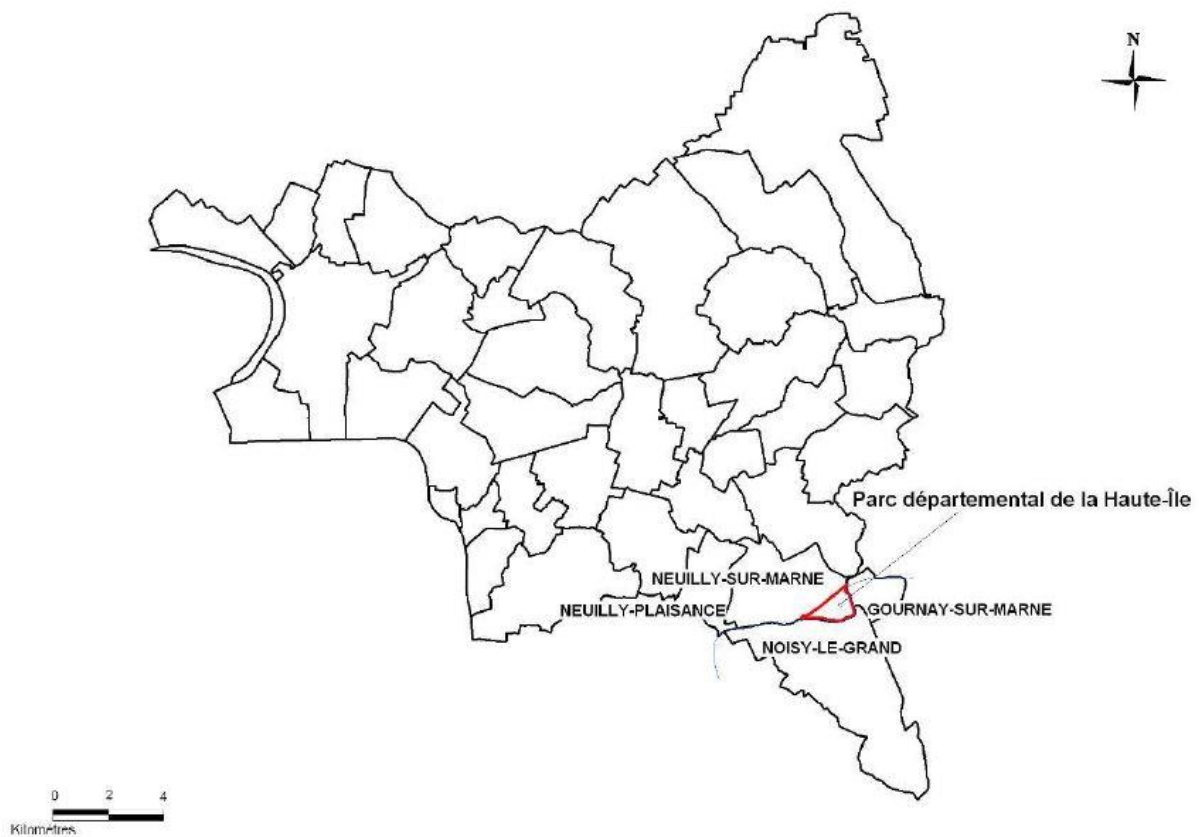 N
Parc départemental de la Haute-Île
NEUILLY-SUR-MARNE
NEUILLY-PLAISANCE
GOURNAY-SUR-MARNE
NOISY-LE-GRAND
0 2 4
Kilomètres